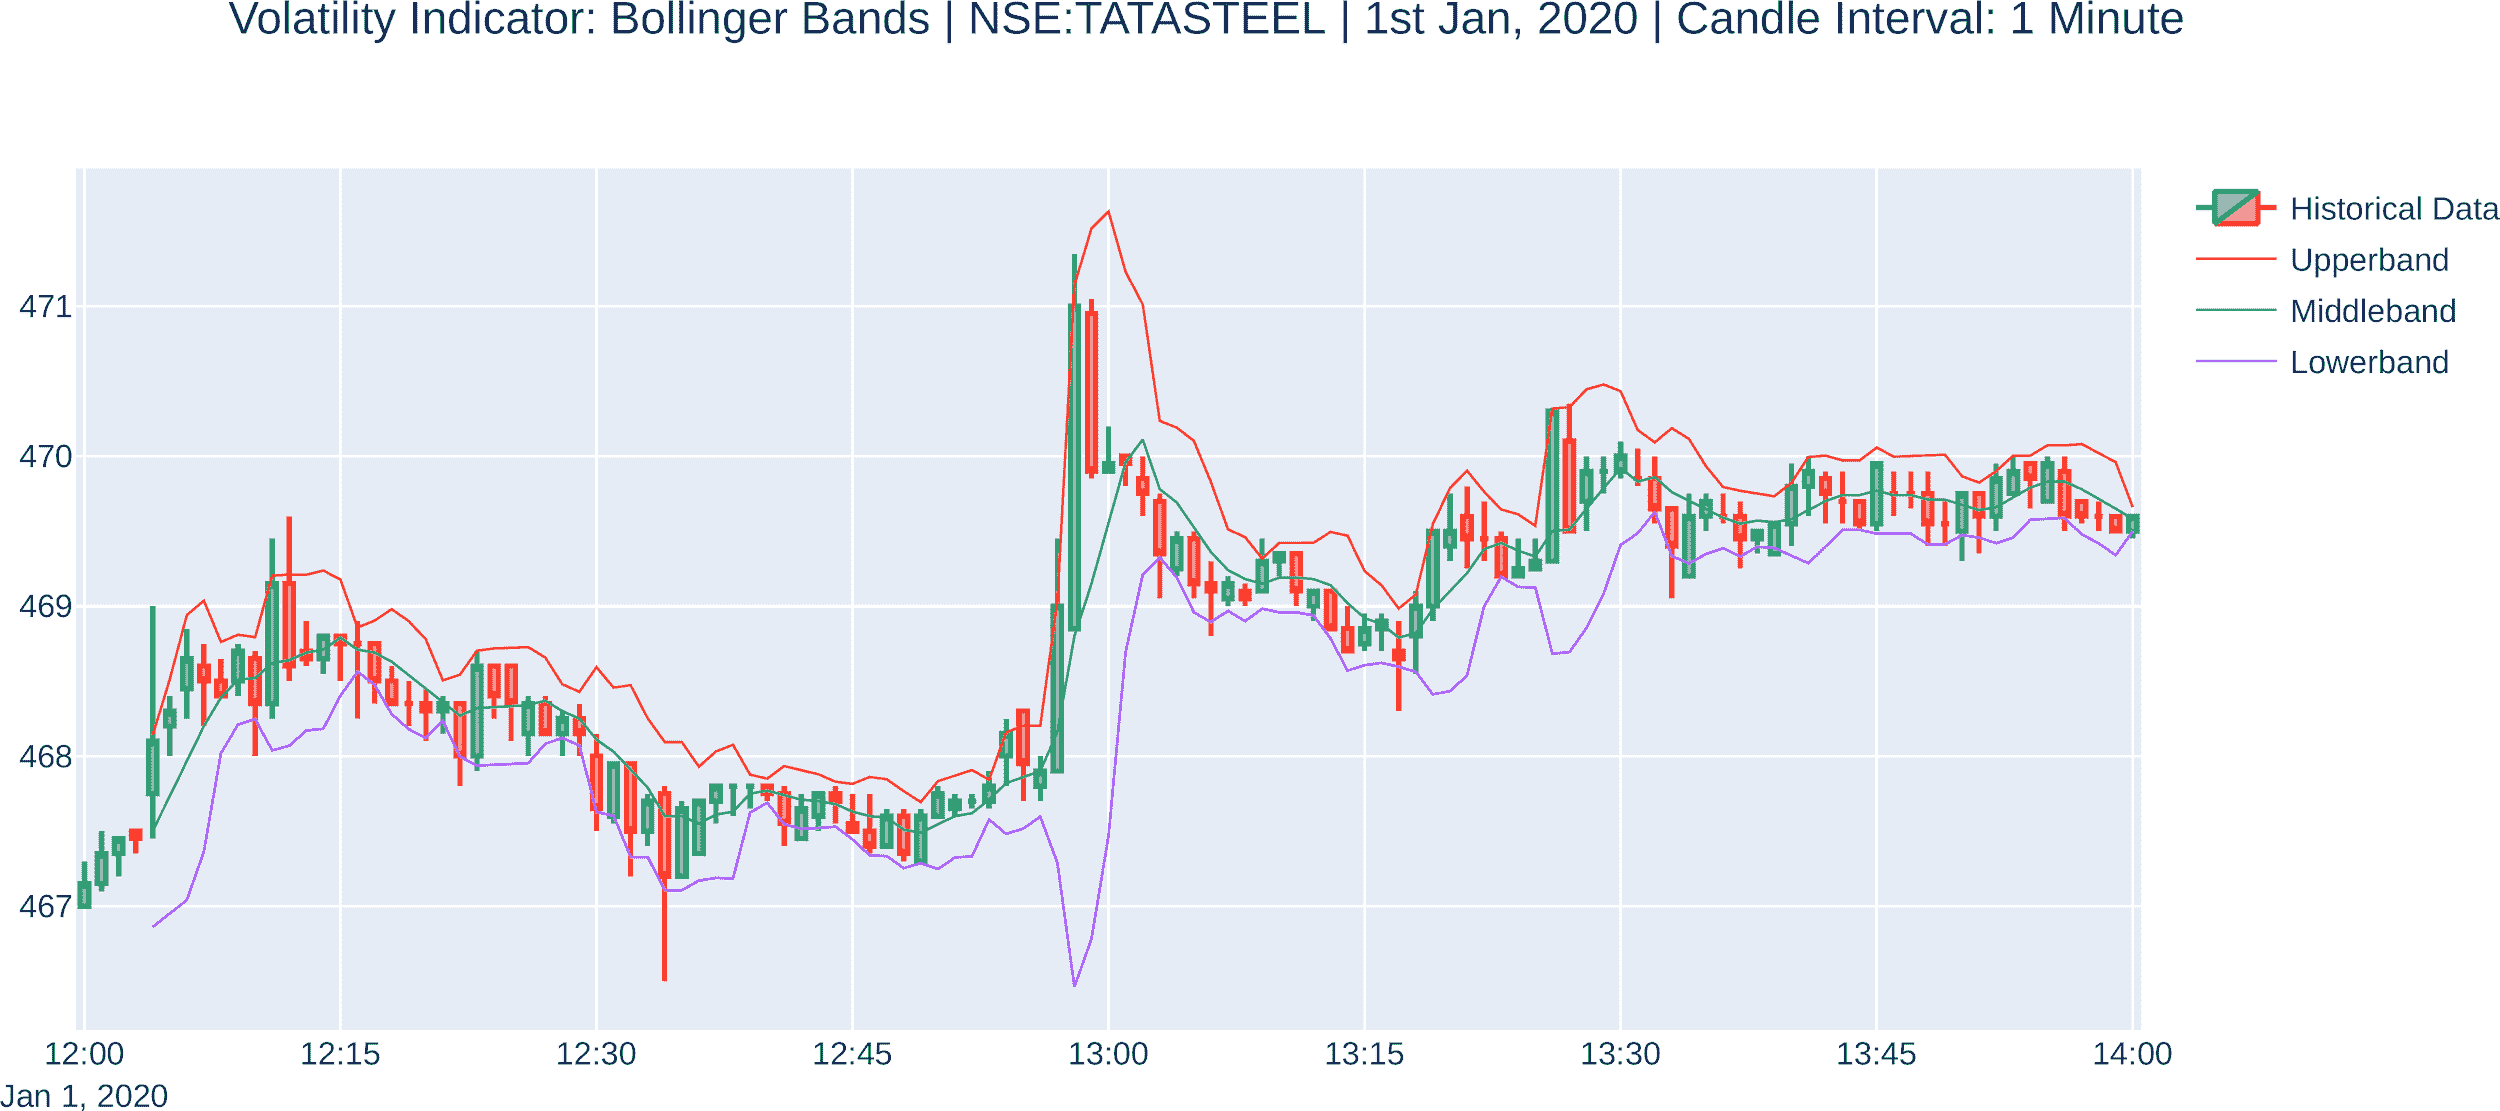 Volatility Indicator: Bollinger Bands | NSE:TATASTEEL | 1st Jan, 2020 | Candle Interval: 1 Minute
Historical Data
Upperband
Middleband
Lowerband
471
470
469
468
467
12:00 12:15 12:30 12:45 13:00 13:15 13:30 13:45 14:00
Jan 1, 2020